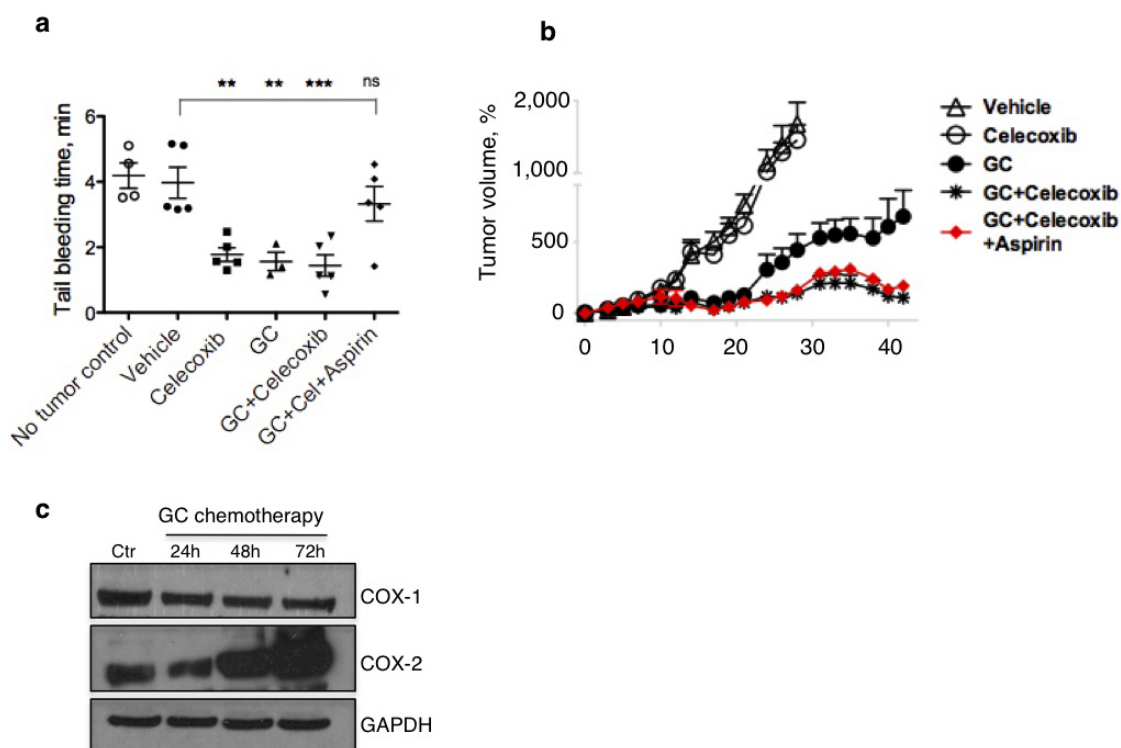 a
** ** *** ns
Tail bleeding time, min
6
4
2
0
No tumor control
Vehicle
Celecoxib
GC
GC+Celecoxib
GC+Cel+Aspirin
b
Tumor volume, %
2,000
1,000
500
0
0 10 20 30 40
Vehicle
Celecoxib
GC
GC+Celecoxib
GC+Celecoxib
+Aspirin
c
GC chemotherapy
Ctr 24h 48h 72h
COX-1
COX-2
GAPDH